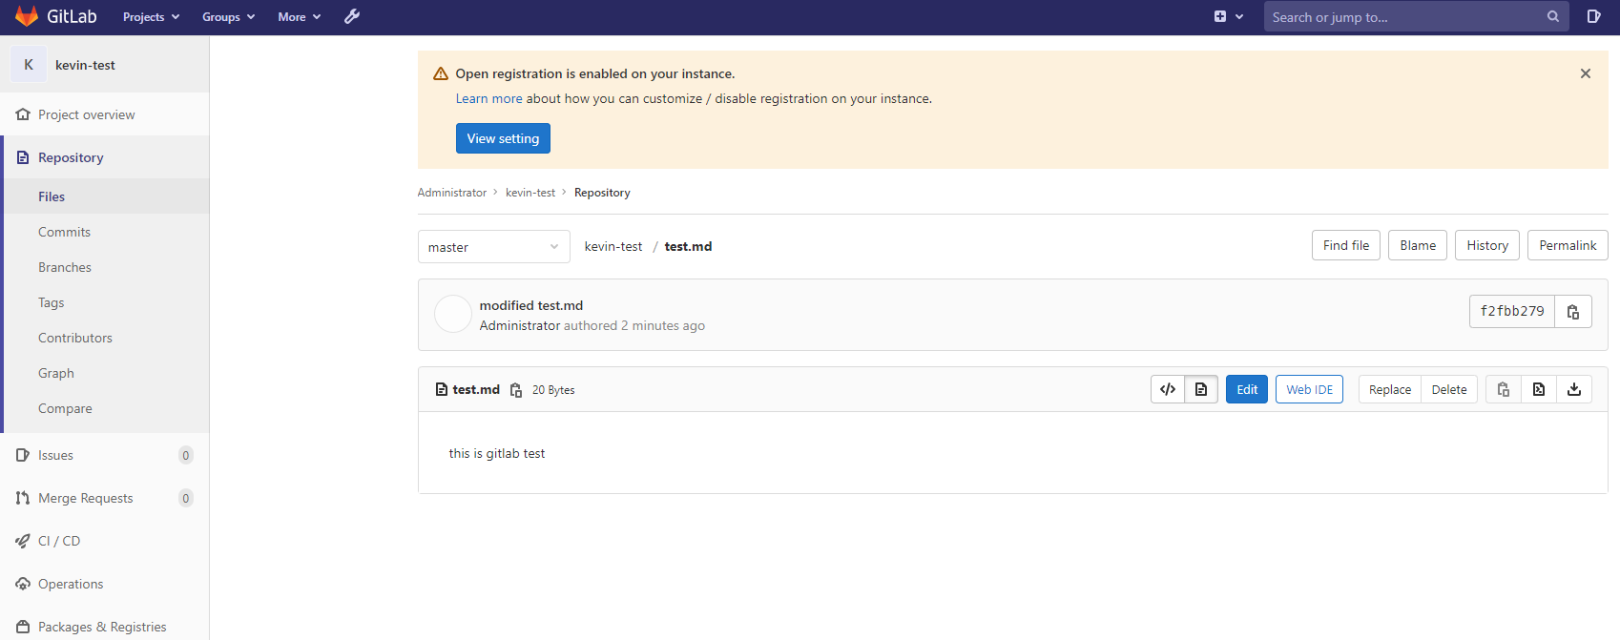 GitLab Projects Groups More Search or jump to...
K kevin-test
Project overview
Repository
Files
Commits
Branches
Tags
Contributors
Graph
Compare
Issues 0
Merge Requests 0
CI / CD
Operations
Packages & Registries
Open registration is enabled on your instance.
Learn more about how you can customize / disable registration on your instance.
View setting
Administrator > kevin-test > Repository
master kevin-test / test.md Find file Blame History Permalink
modified test.md
Administrator authored 2 minutes ago
f2fbb279
test.md 20 Bytes </> Edit Web IDE Replace Delete
this is gitlab test